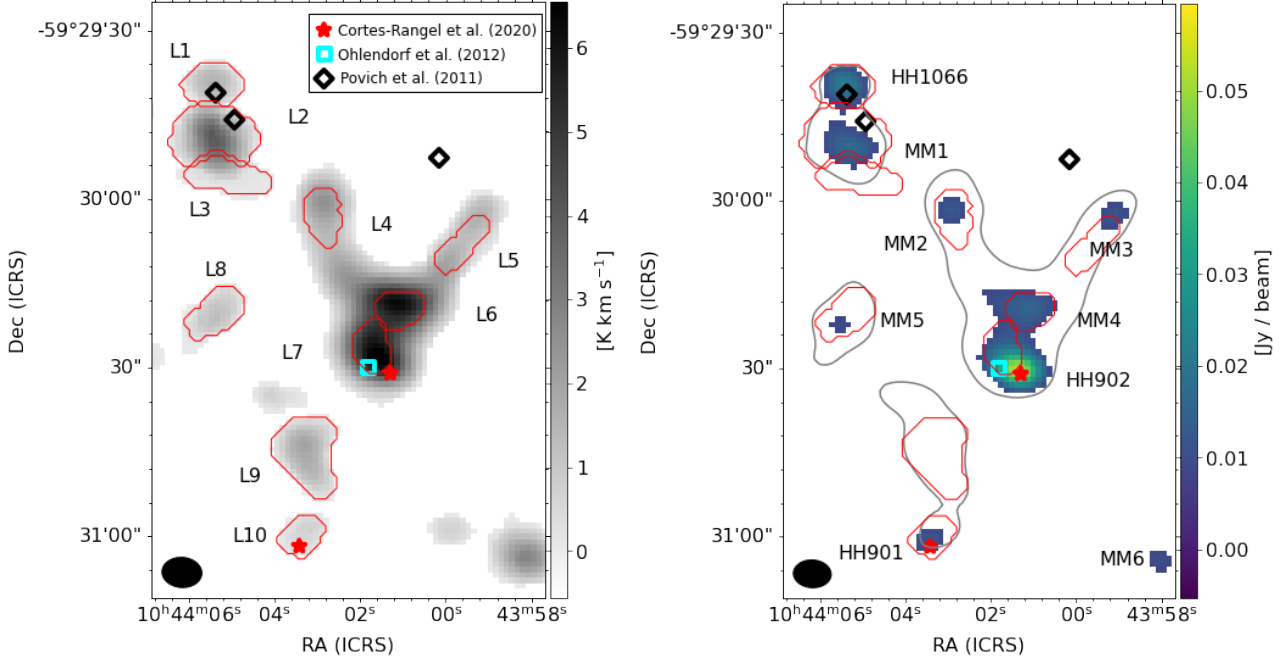 -59°29'30"
30'00"
30"
31'00"
Dec (ICRS)
10ʰ44ᵐ06ˢ
04ˢ
02ˢ
00ˢ
43ᵐ58ˢ
RA (ICRS)
Cortes-Rangel et al. (2020)
Ohlendorf et al. (2012)
Povich et al. (2011)
L1
L2
L3
L4
L5
L6
L7
L8
L9
L10
6
5
4
3
2
1
0
[K km s⁻¹]
-59°29'30"
30'00"
30"
31'00"
Dec (ICRS)
10ʰ44ᵐ06ˢ
04ˢ
02ˢ
00ˢ
43ᵐ58ˢ
RA (ICRS)
HH1066
MM1
MM2
MM3
MM5
MM4
HH902
HH901
MM6
0.05
0.04
0.03
0.02
0.01
0.00
[Jy / beam]